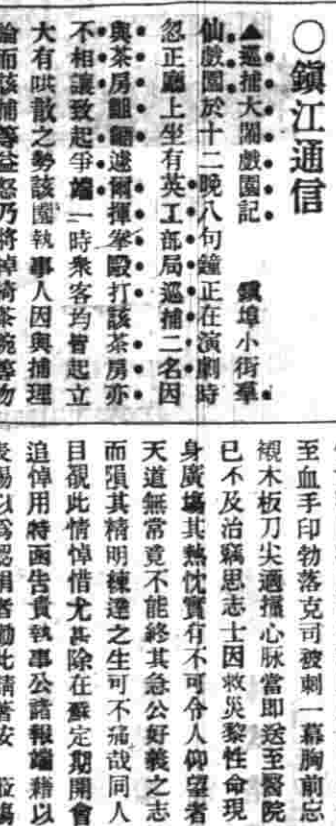 ○鎮江通信
▲巡捕大鬧戲園記　鎮埠小街羣
仙戲園於十二晚八句鐘正在演劇時
忽正廳上坐有英工部局巡捕二名因
與茶房齟齬遽爾揮拳毆打該茶房亦
不相讓致起爭端一時衆客均皆起立
大有哄散之勢該園執事人因與捕理
論而該捕等益怒乃將棹椅茶碗等物
至血手印勃落克司被刺一幕胸前忘
襯木板刀尖適攝心脉當即送至醫院
已不及治竊思志士因救災黎性命現
身廣塲其熱忱實有不可令人仰望者
天道無常竟不能終其急公好義之志
而隕其精明練達之生可不痛哉同人
目覩此情悼惜尤甚除在蘇定期開會
追悼用特函告貴執事公諸報端藉以
表揚以爲認捐者勸此請著安